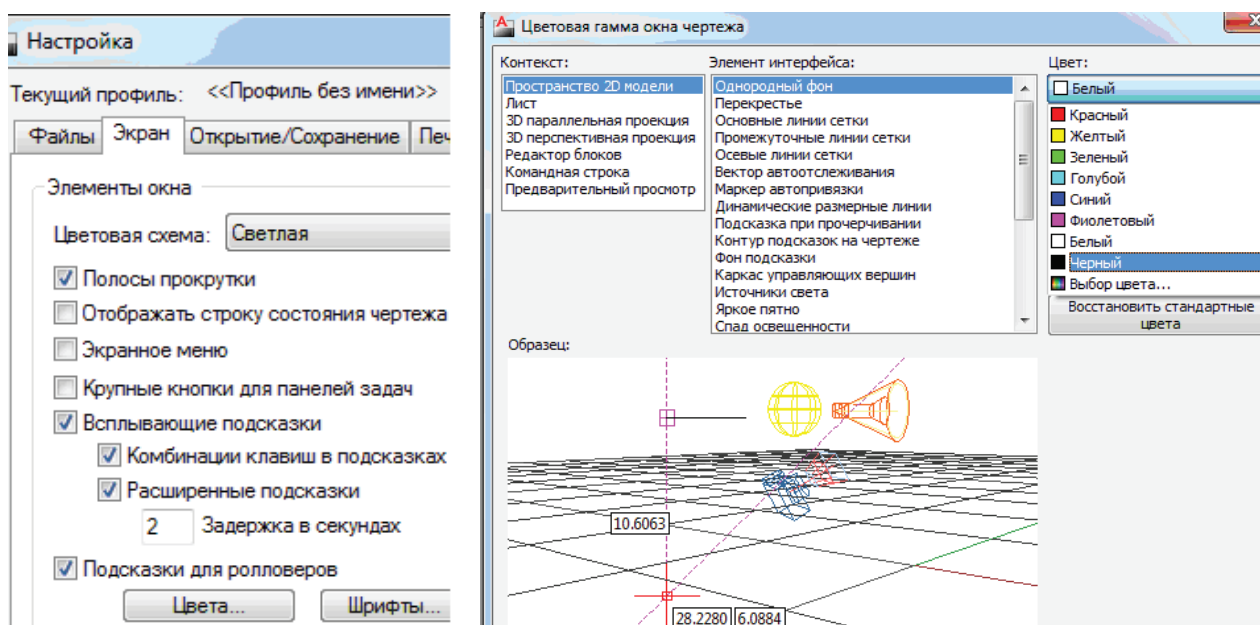 Настройка
Текущий профиль: <<Профиль без имени>>
Файлы Экран Открытие/Сохранение Печ
Элементы окна
Цветовая схема: Светлая
Полосы прокрутки
Отображать строку состояния чертежа
Экранное меню
Крупные кнопки для панелей задач
Всплывающие подсказки
Комбинации клавиш в подсказках
Расширенные подсказки
2 Задержка в секундах
Подсказки для ролловеров
Цвета... Шрифты...
Цветовая гамма окна чертежа
Контекст:
Пространство 2D модели
Лист
3D параллельная проекция
3D перспективная проекция
Редактор блоков
Командная строка
Предварительный просмотр
Элемент интерфейса:
Однородный фон
Перекрестье
Основные линии сетки
Промежуточные линии сетки
Осевые линии сетки
Вектор автоотслеживания
Маркер автопривязки
Динамические размерные линии
Подсказка при прочерчивании
Контур подсказок на чертеже
Фон подсказки
Каркас управляющих вершин
Источники света
Яркое пятно
Спад освещенности
Цвет:
Белый
Красный
Желтый
Зеленый
Голубой
Синий
Фиолетовый
Белый
Черный
Выбор цвета...
Восстановить стандартные
цвета
Образец:
10.6063
28.2280 6.0884